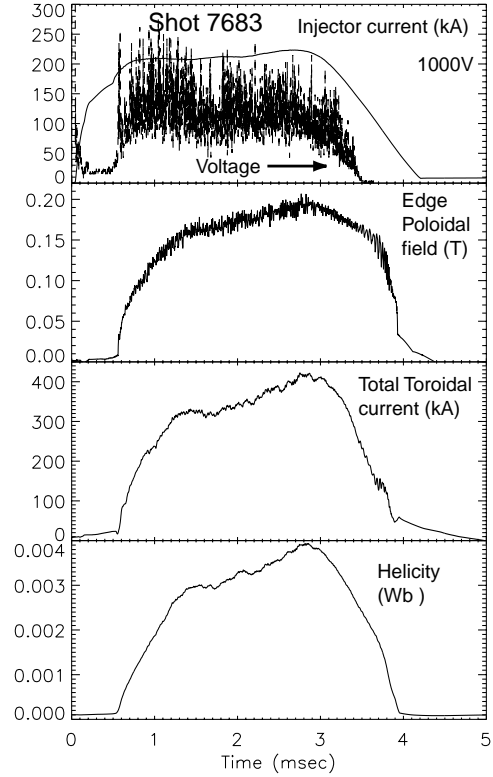 Shot 7683
Injector current (kA)
1000V
Voltage
300
250
200
150
100
50
0
Edge
Poloidal
field (T)
0.20
0.15
0.10
0.05
0.00
Total Toroidal
current (kA)
400
300
200
100
0
Helicity
(Wb )
0.004
0.003
0.002
0.001
0.000
0 1 2 3 4 5
Time (msec)